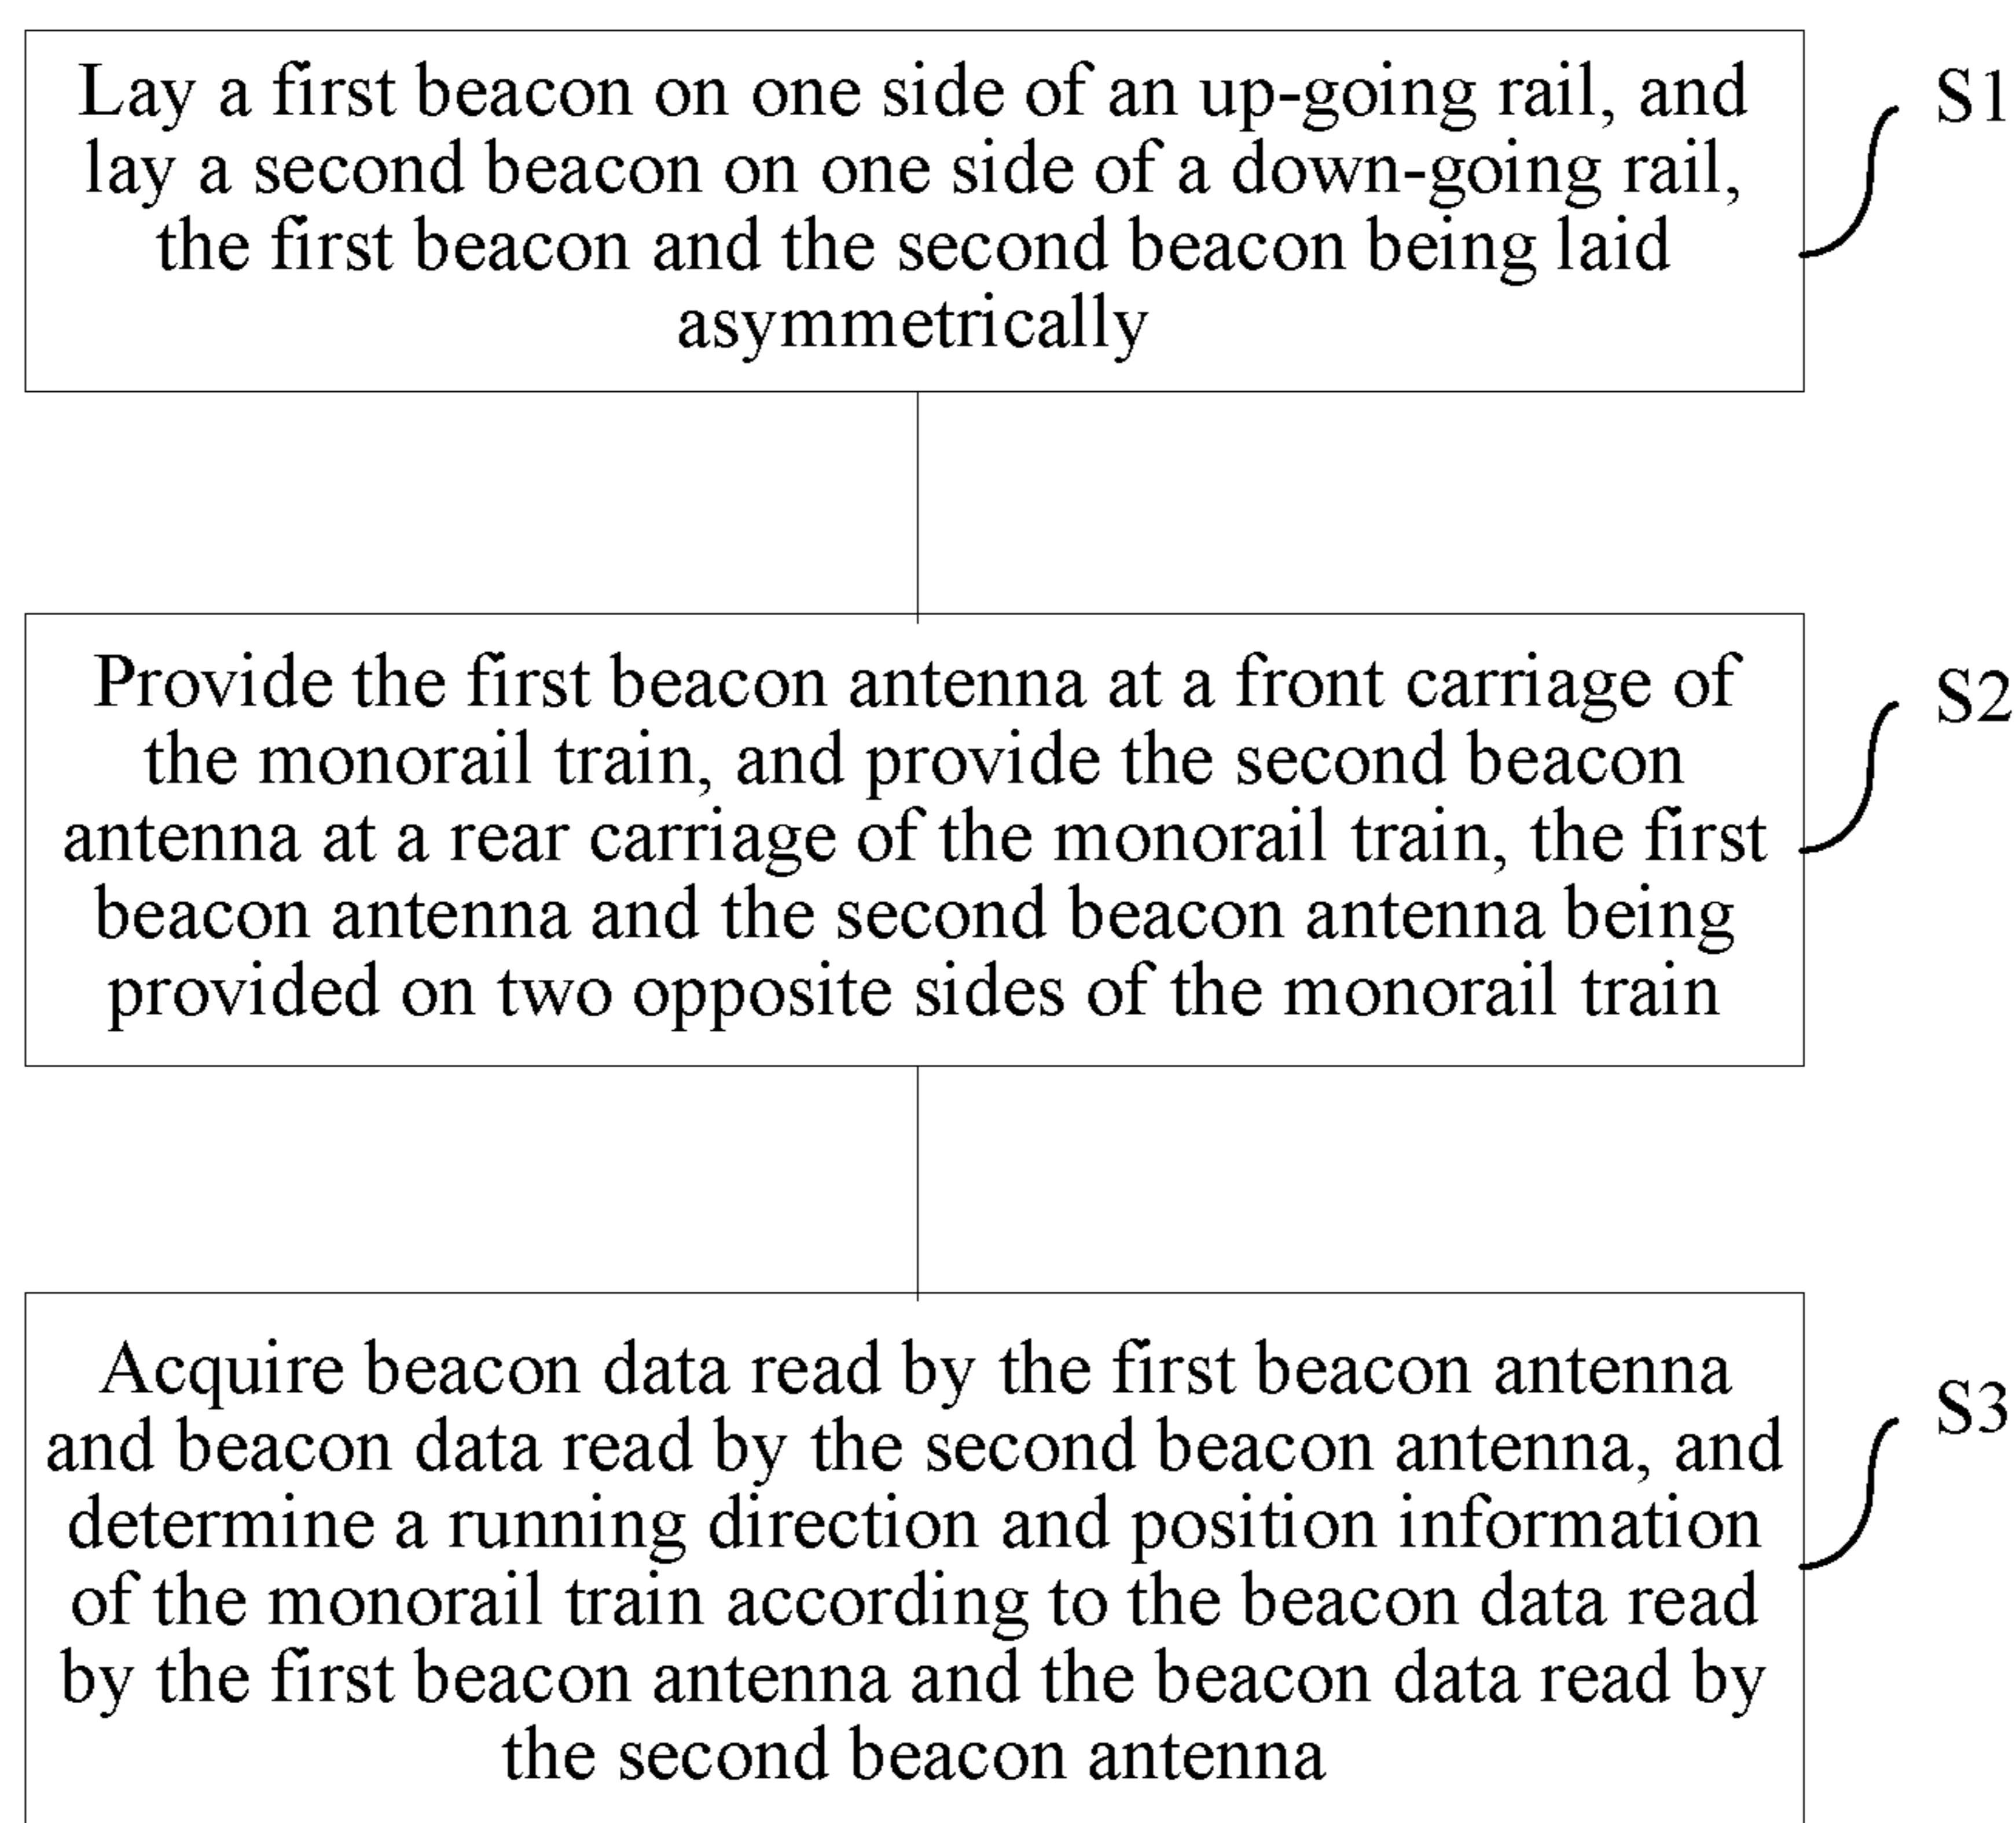 Lay a first beacon on one side of an up-going rail, and
lay a second beacon on one side of a down-going rail,
the first beacon and the second beacon being laid
asymmetrically
S1
Provide the first beacon antenna at a front carriage of
the monorail train, and provide the second beacon
antenna at a rear carriage of the monorail train, the first
beacon antenna and the second beacon antenna being
provided on two opposite sides of the monorail train
S2
Acquire beacon data read by the first beacon antenna
and beacon data read by the second beacon antenna, and
determine a running direction and position information
of the monorail train according to the beacon data read
by the first beacon antenna and the beacon data read by
the second beacon antenna
S3